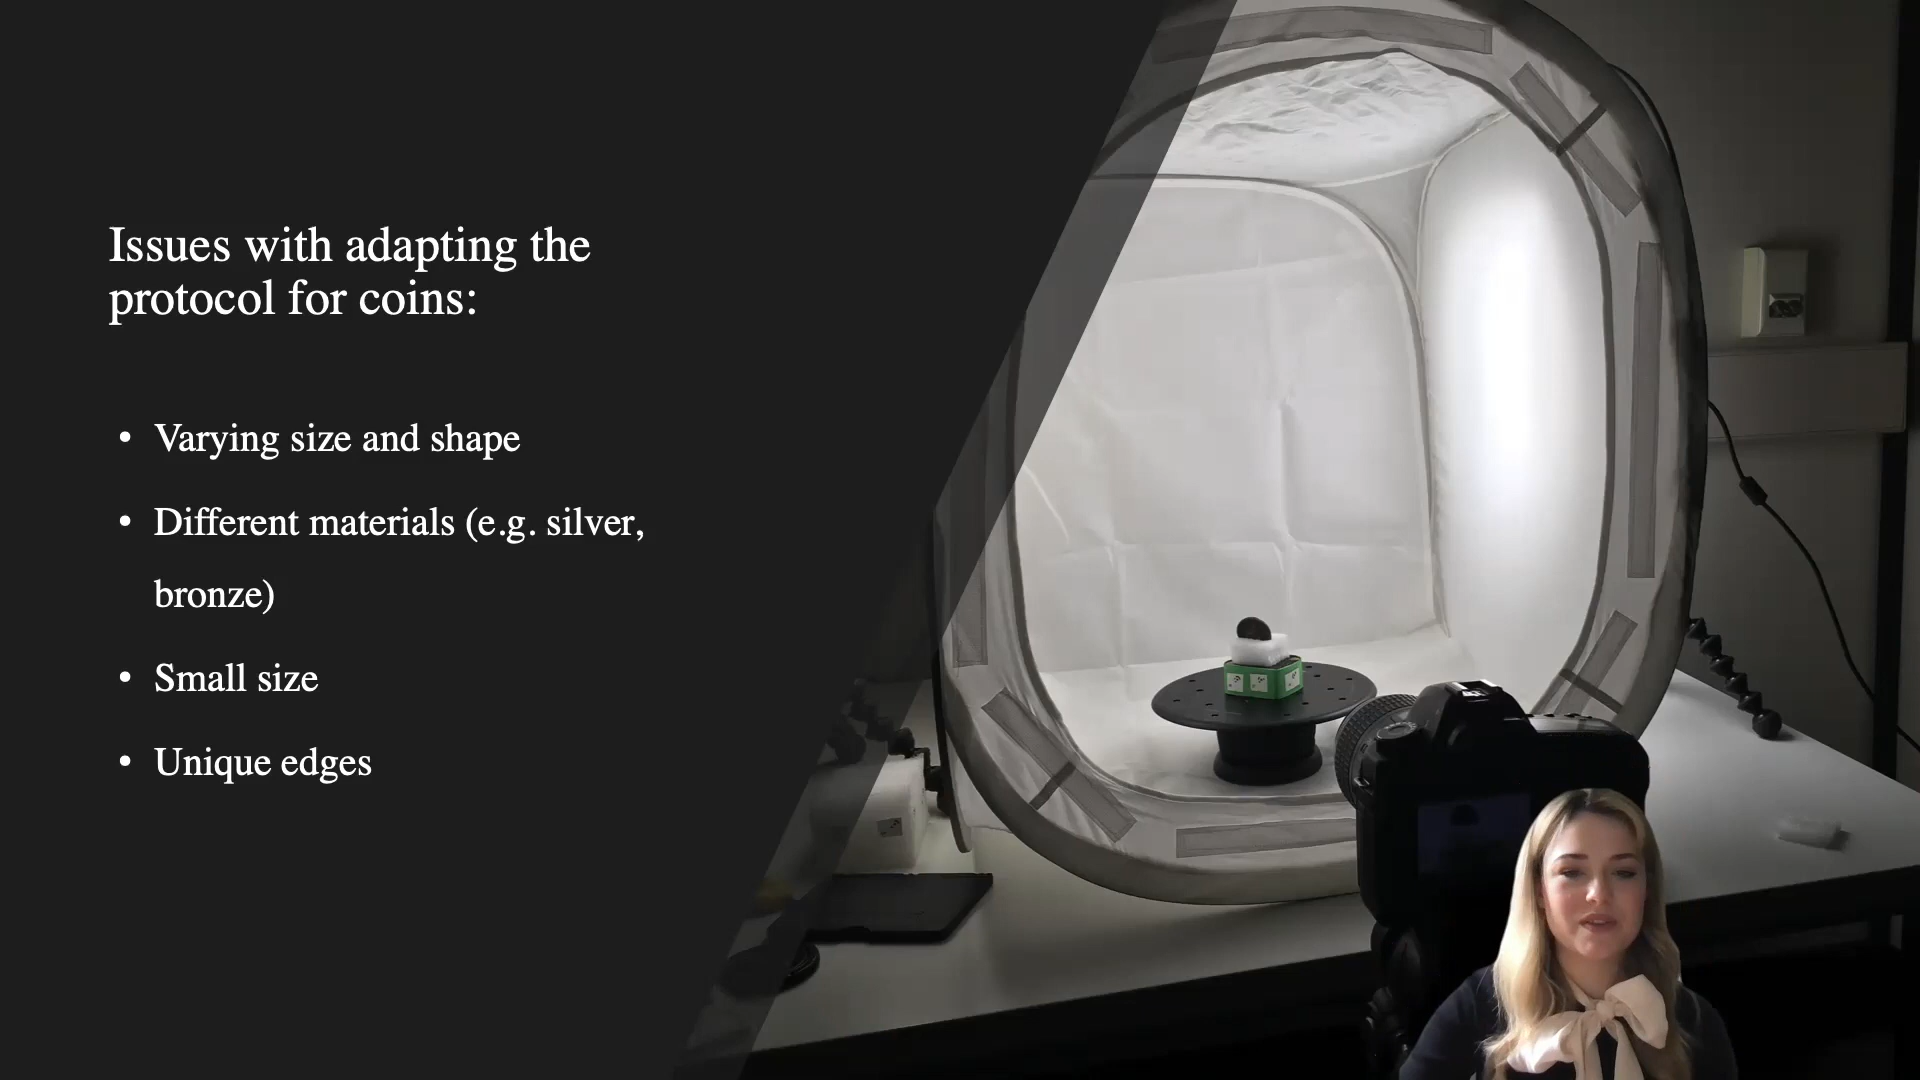 Issues with adapting the
protocol for coins:
• Varying size and shape
• Different materials (e.g. silver,
bronze)
• Small size
• Unique edges